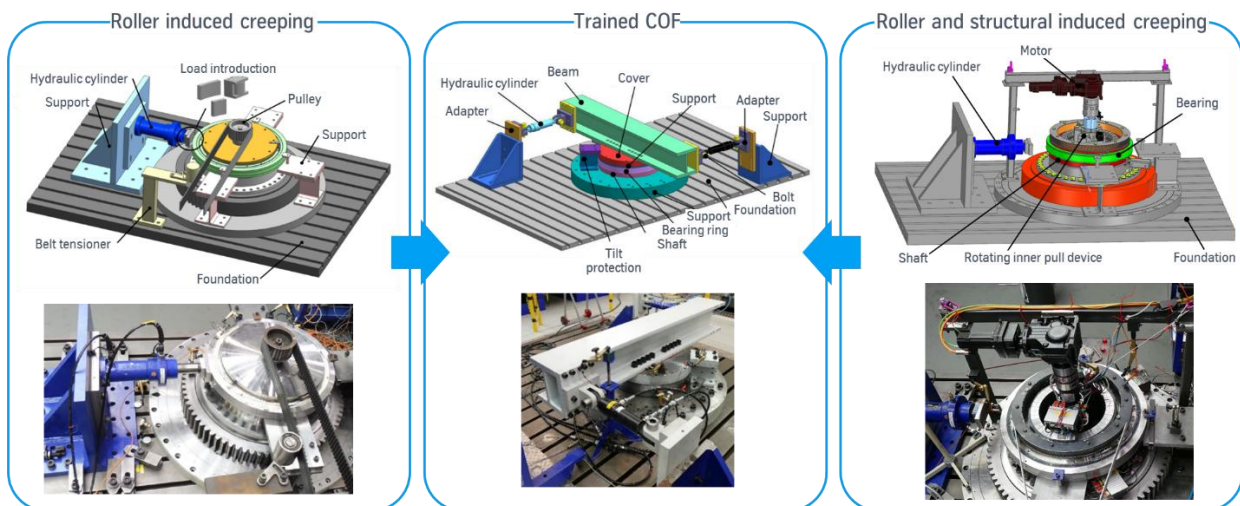 Roller induced creeping
Load introduction
Hydraulic cylinder
Support
Pulley
Support
Belt tensioner
Foundation
Trained COF
Beam
Cover
Hydraulic cylinder
Support
Adapter
Adapter
Support
Bolt
Support
Foundation
Bearing ring
Shaft
Tilt
protection
Roller and structural induced creeping
Motor
Hydraulic cylinder
Bearing
Support
Shaft
Rotating inner pull device
Foundation